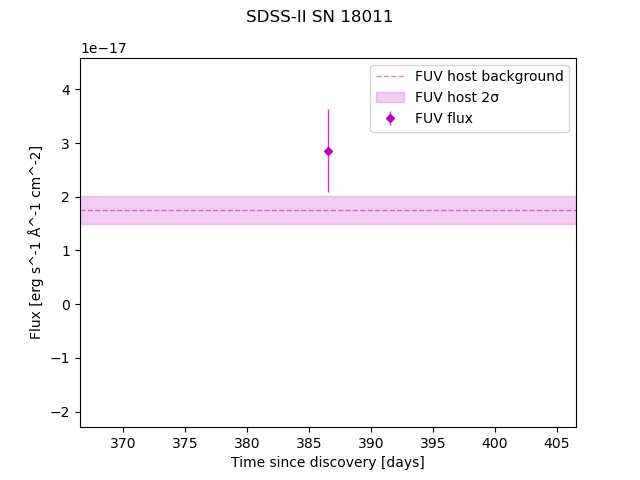 SDSS-II SN 18011
1e−17
FUV host background
FUV host 2σ
FUV flux
4
3
2
1
0
−1
−2
Flux [erg s^-1 Å^-1 cm^-2]
370 375 380 385 390 395 400 405
Time since discovery [days]